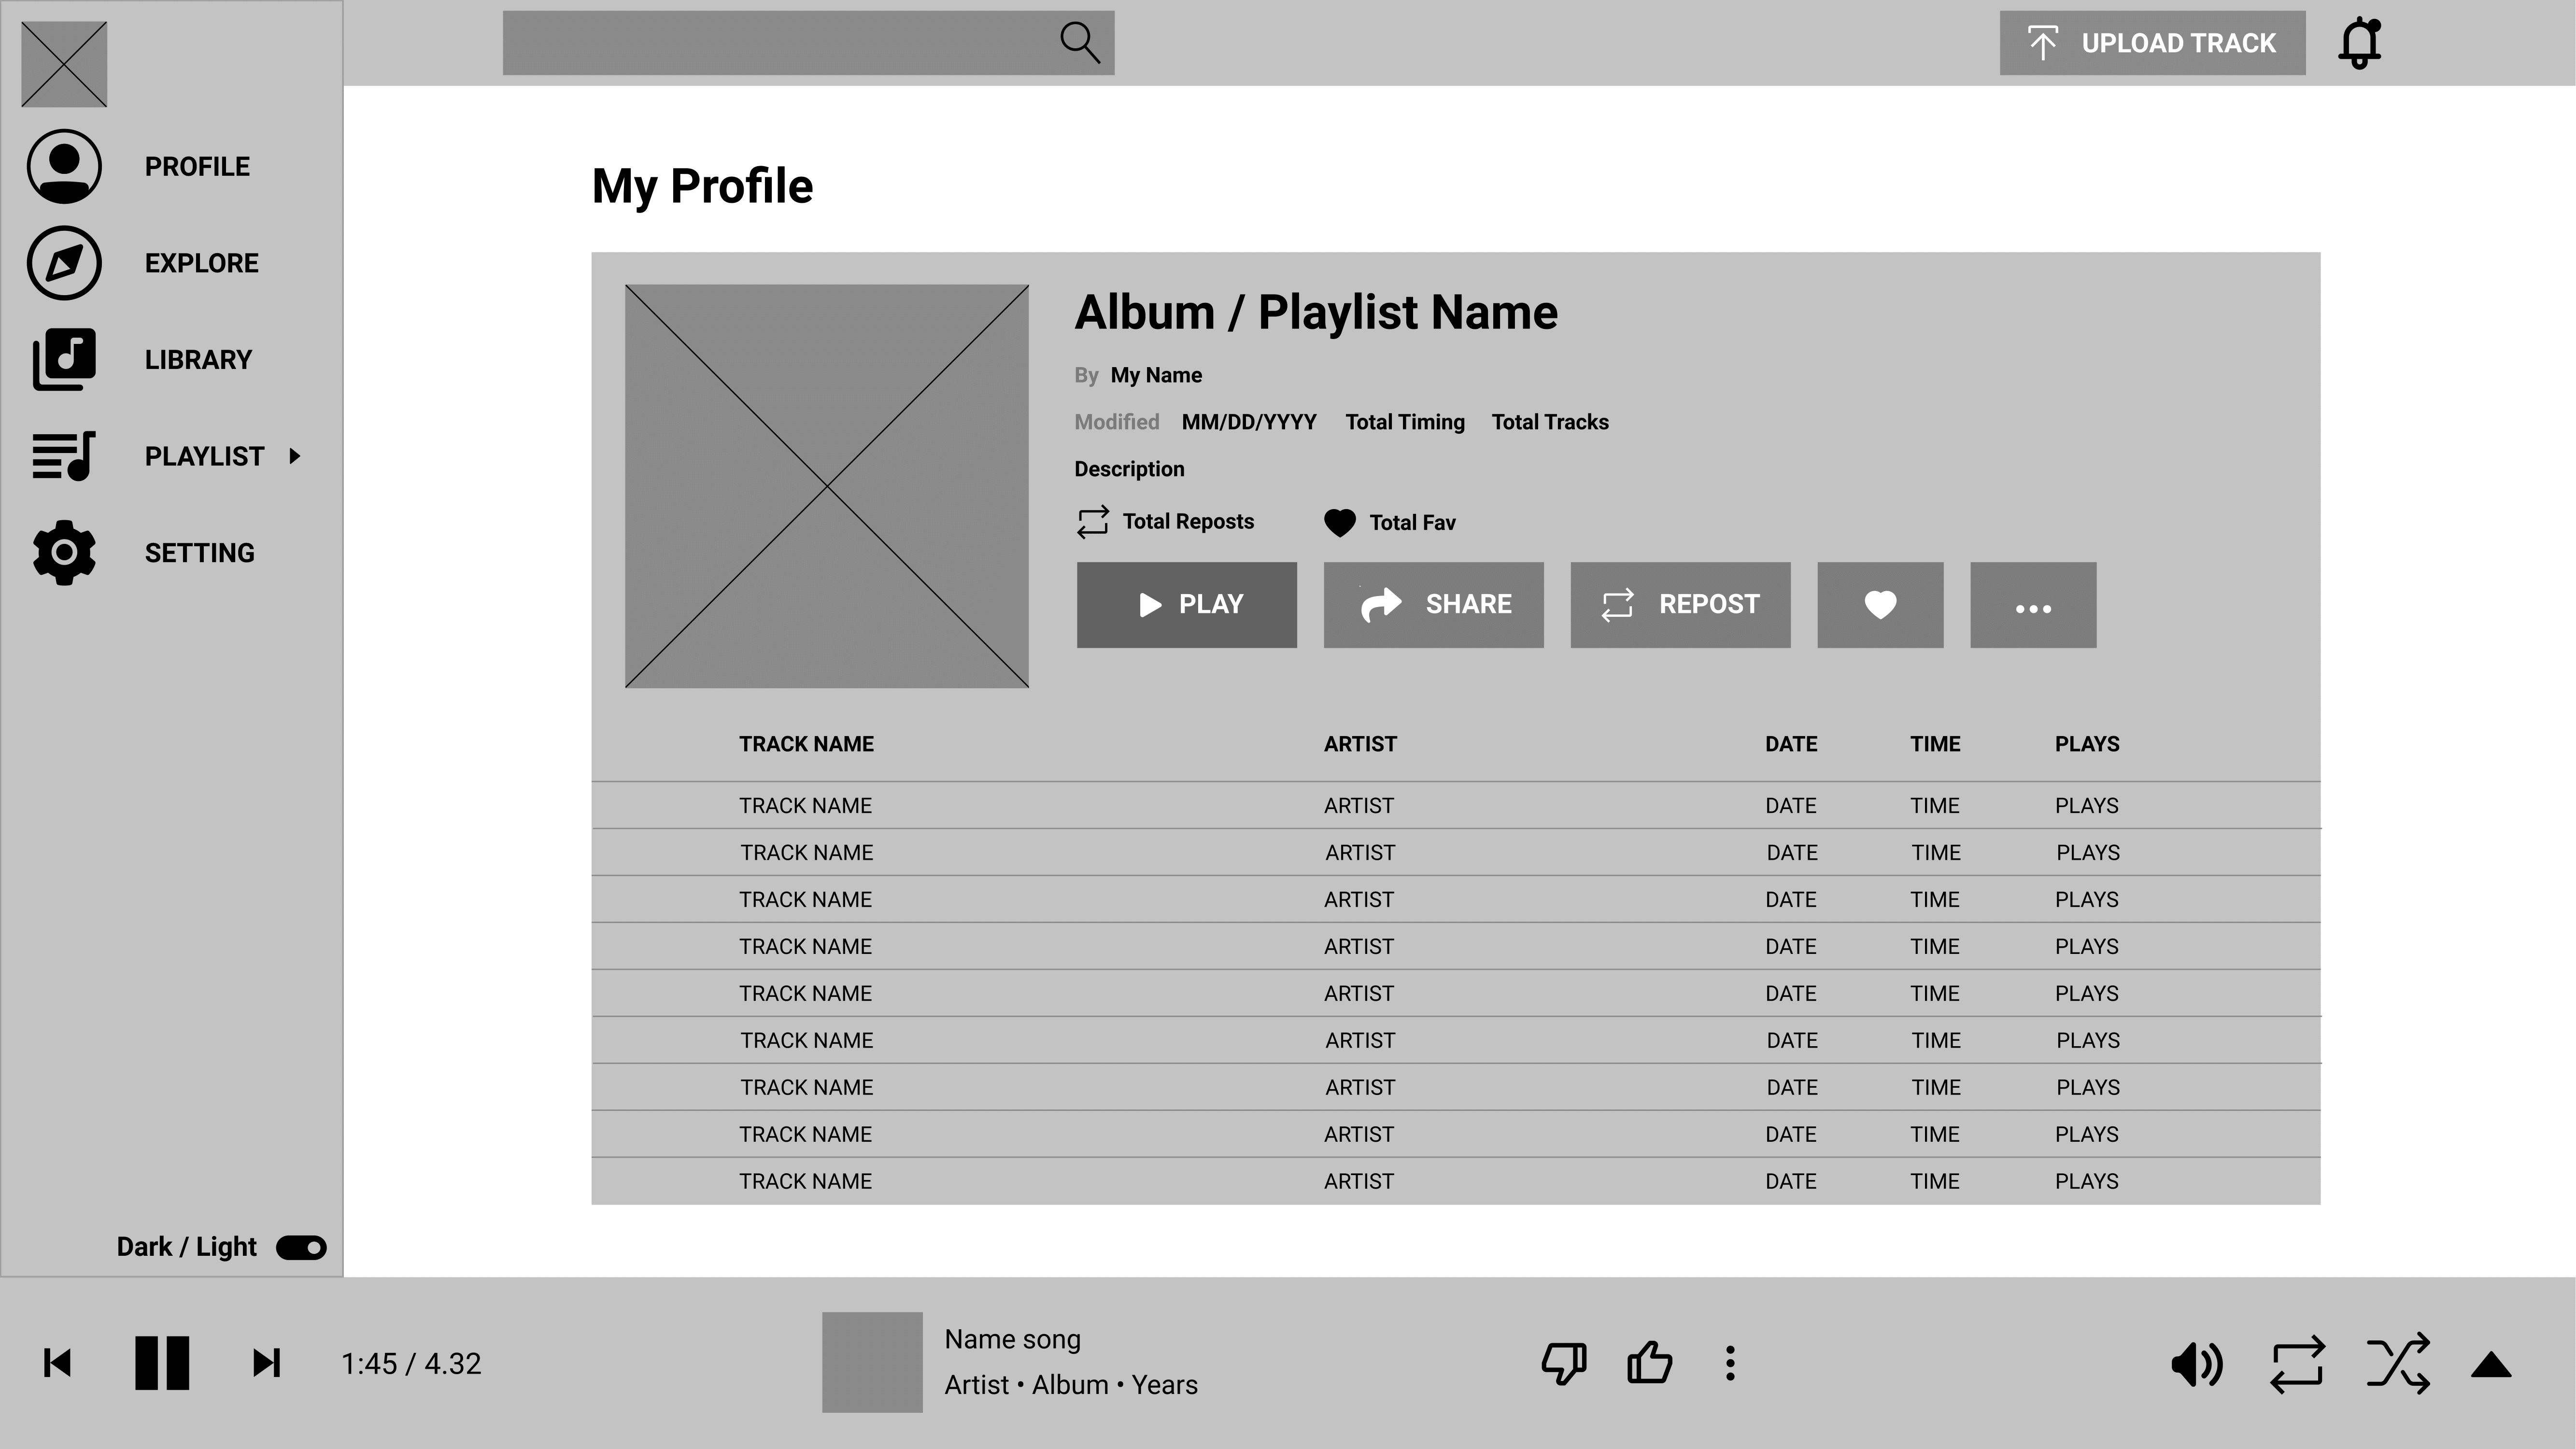 UPLOAD TRACK
PROFILE
EXPLORE
LIBRARY
PLAYLIST
SETTING
Dark / Light
My Profile
Album / Playlist Name
By My Name
Modified MM/DD/YYYY Total Timing Total Tracks
Description
Total Reposts Total Fav
PLAY SHARE REPOST
TRACK NAME ARTIST DATE TIME PLAYS
TRACK NAME ARTIST DATE TIME PLAYS
TRACK NAME ARTIST DATE TIME PLAYS
TRACK NAME ARTIST DATE TIME PLAYS
TRACK NAME ARTIST DATE TIME PLAYS
TRACK NAME ARTIST DATE TIME PLAYS
TRACK NAME ARTIST DATE TIME PLAYS
TRACK NAME ARTIST DATE TIME PLAYS
TRACK NAME ARTIST DATE TIME PLAYS
TRACK NAME ARTIST DATE TIME PLAYS
1:45 / 4.32
Name song
Artist • Album • Years